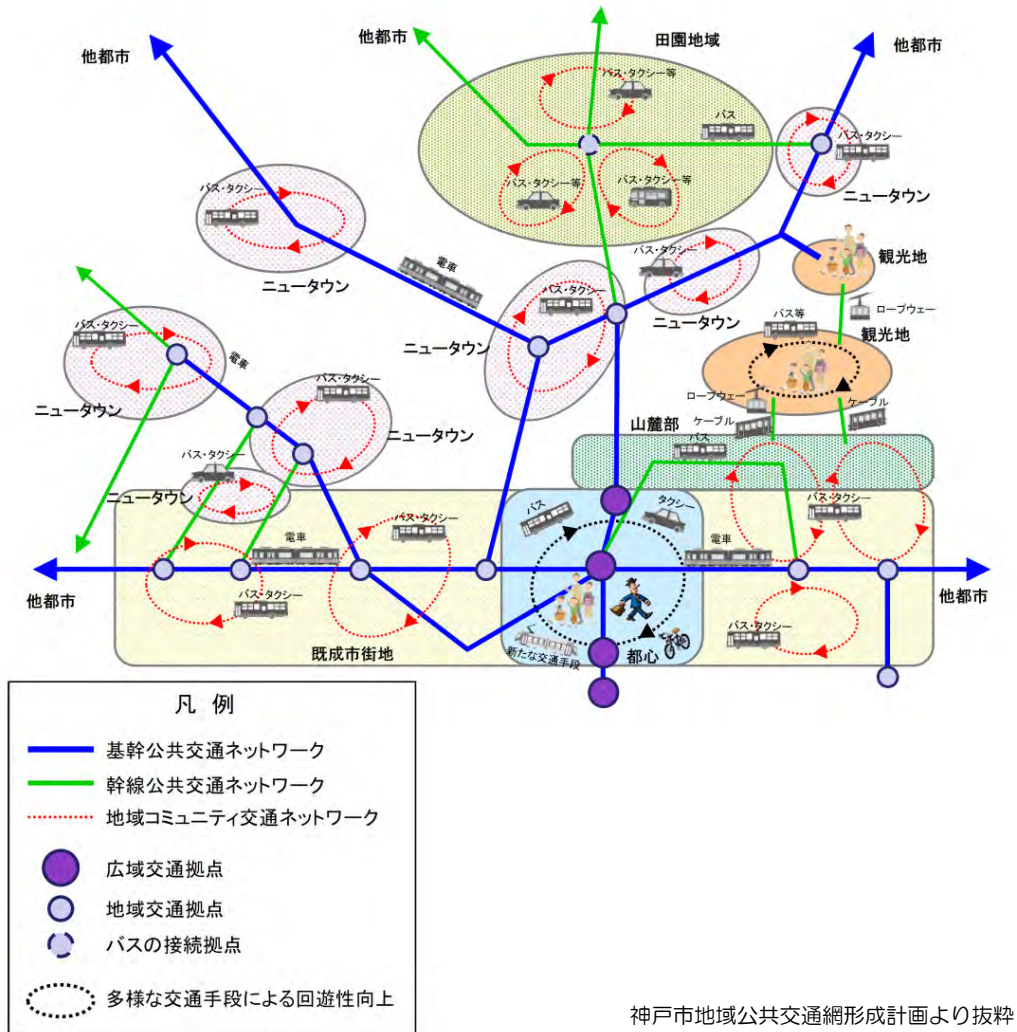 他都市
他都市
田園地域
他都市
バス・タクシー等
バス
バス・タクシー
バス・タクシー等
バス・タクシー等
ニュータウン
バス・タクシー
ニュータウン
電車
バス・タクシー
ニュータウン
観光地
ロープウェー
バス・タクシー
ニュータウン
バス等
観光地
バス・タクシー
電車
ニュータウン
バス・タクシー
ニュータウン
ロープウェー
ケーブル
ケーブル
山麓部
バス
バス・タクシー
ニュータウン
バス
タクシー
バス・タクシー
バス・タクシー
電車
電車
他都市
他都市
バス・タクシー
バス・タクシー
既成市街地
新たな交通手段
都心
凡 例
基幹公共交通ネットワーク
幹線公共交通ネットワーク
地域コミュニティ交通ネットワーク
広域交通拠点
地域交通拠点
バスの接続拠点
多様な交通手段による回遊性向上
神戸市地域公共交通網形成計画より抜粋